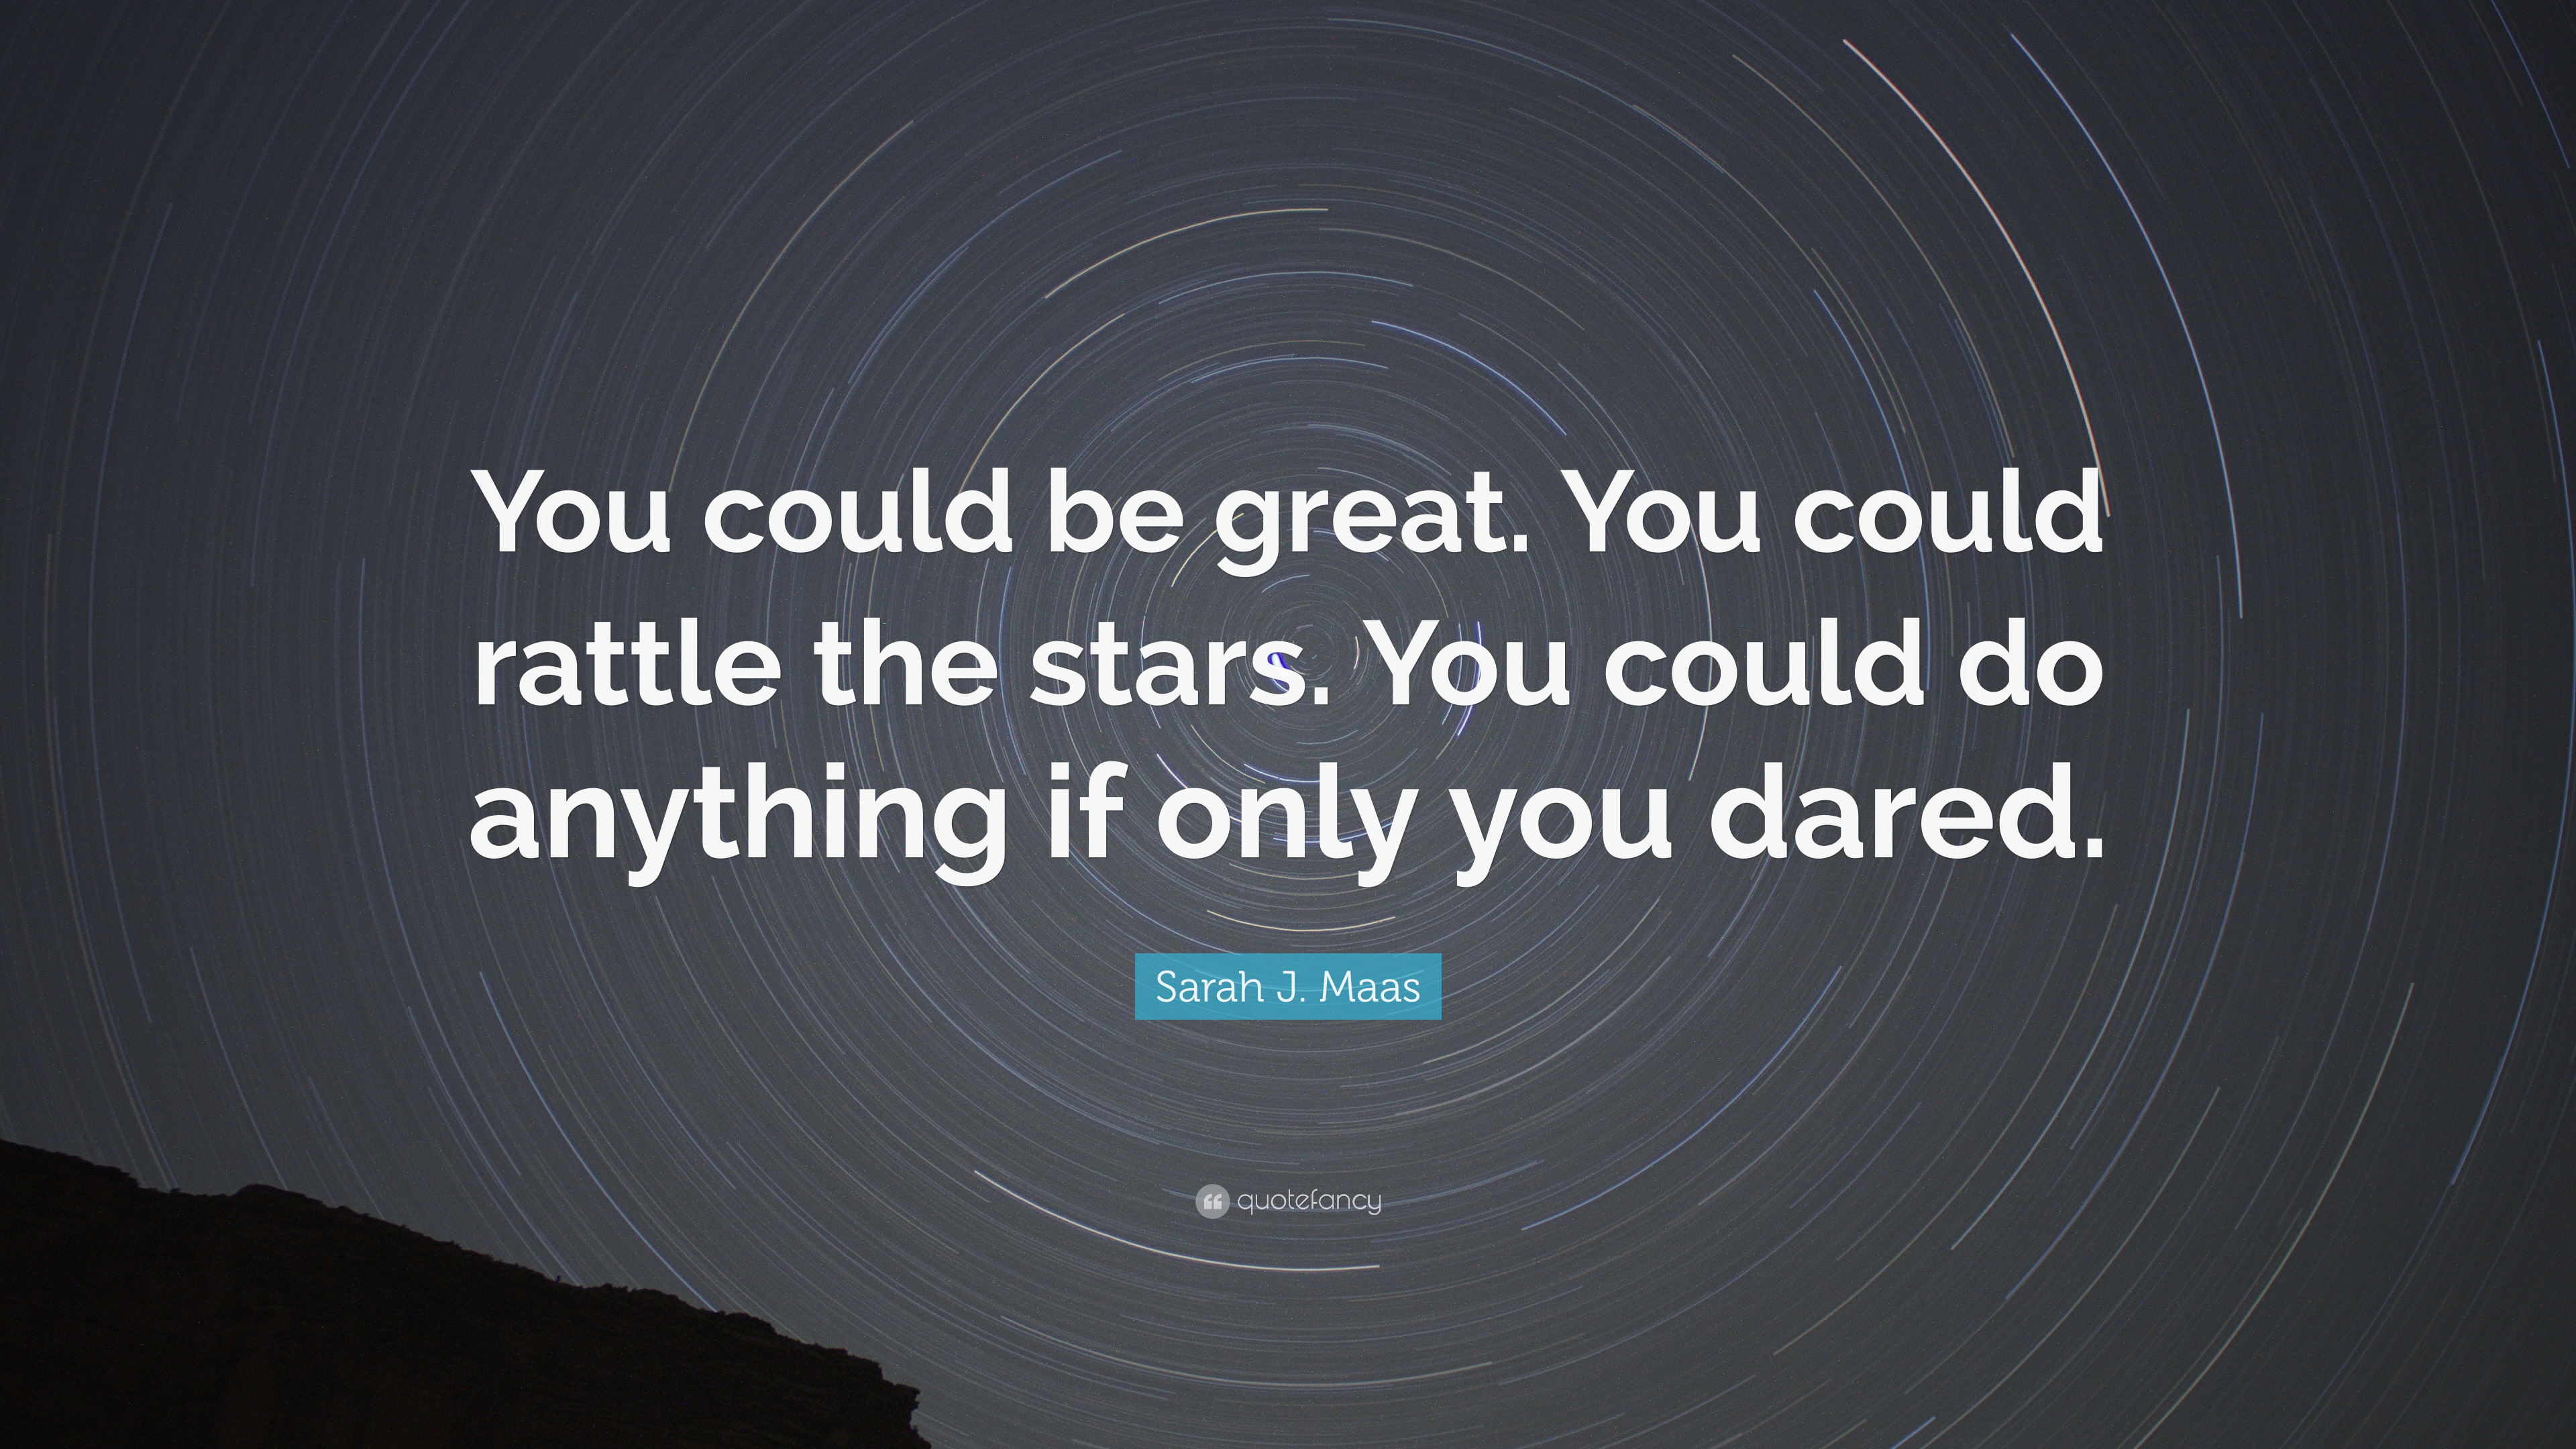 You could be great. You could
rattle the stars. You could do
anything if only you dared.
Sarah J. Maas
quotefancy